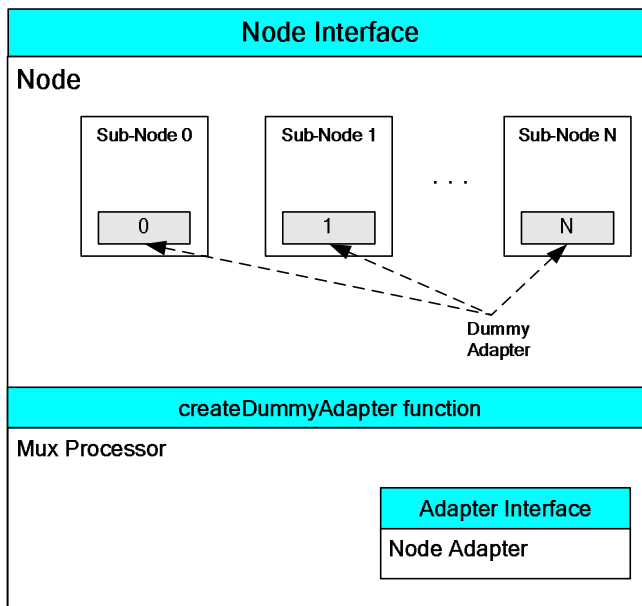 Node Interface
Node
Sub-Node 0
Sub-Node 1
Sub-Node N
. . .
0
1
N
Dummy
Adapter
createDummyAdapter function
Mux Processor
Adapter Interface
Node Adapter